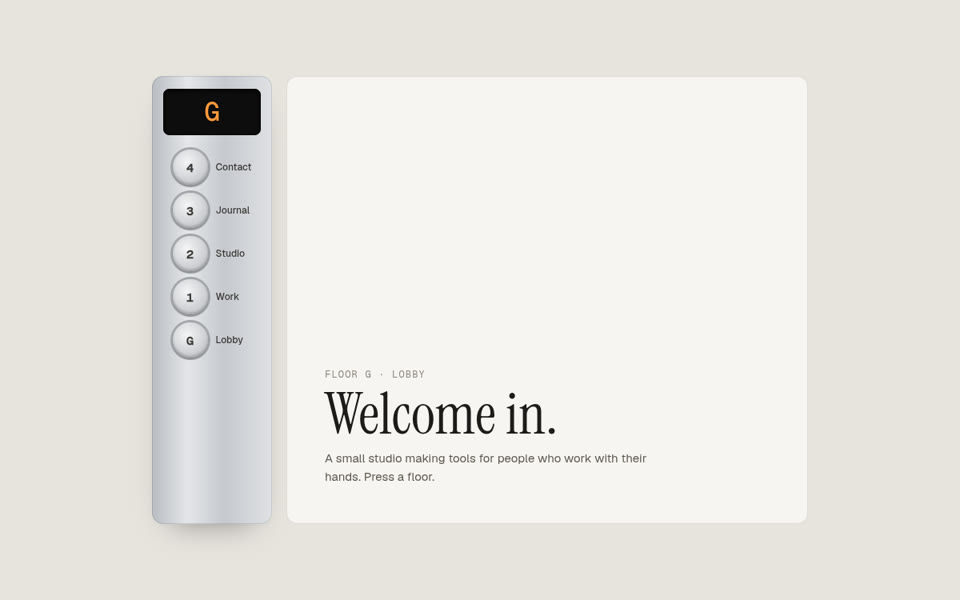 G
4 Contact
3 Journal
2 Studio
1 Work
G Lobby
FLOOR G · LOBBY
Welcome in.
A small studio making tools for people who work with their
hands. Press a floor.